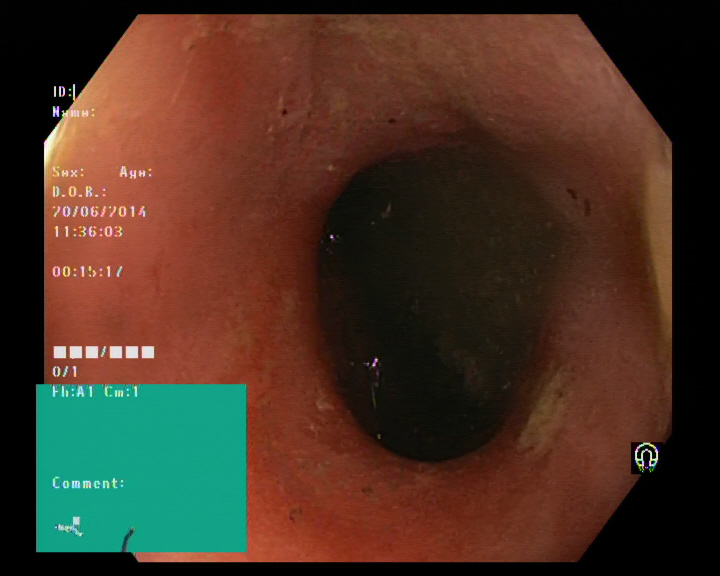 ID:
Name:
Sex: Age:
D.O.B.:
20/06/2014
11:36:03
00:15:17
■■■/■■■
0/1
Eh:A1 Cm:1
Comment: